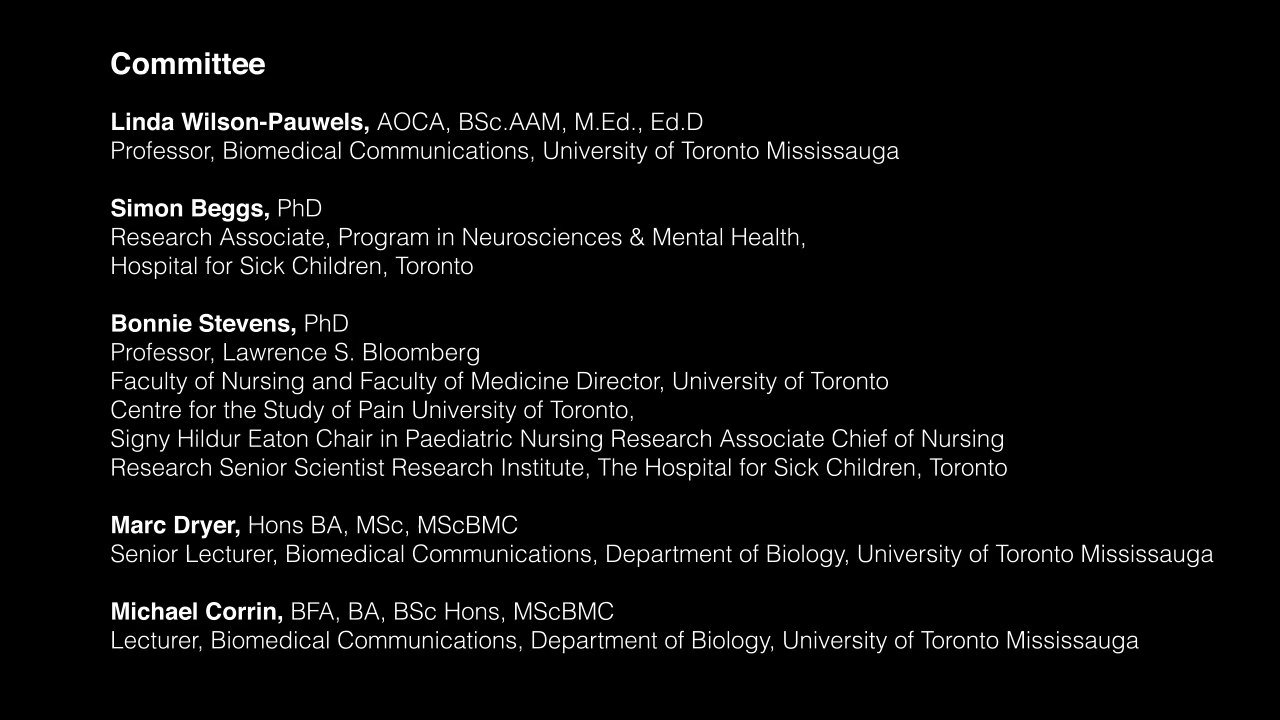 Committee
Linda Wilson-Pauwels, AOCA, BSc.AAM, M.Ed., Ed.D
Professor, Biomedical Communications, University of Toronto Mississauga
Simon Beggs, PhD
Research Associate, Program in Neurosciences & Mental Health,
Hospital for Sick Children, Toronto
Bonnie Stevens, PhD
Professor, Lawrence S. Bloomberg
Faculty of Nursing and Faculty of Medicine Director, University of Toronto
Centre for the Study of Pain University of Toronto,
Signy Hildur Eaton Chair in Paediatric Nursing Research Associate Chief of Nursing
Research Senior Scientist Research Institute, The Hospital for Sick Children, Toronto
Marc Dryer, Hons BA, MSc, MScBMC
Senior Lecturer, Biomedical Communications, Department of Biology, University of Toronto Mississauga
Michael Corrin, BFA, BA, BSc Hons, MScBMC
Lecturer, Biomedical Communications, Department of Biology, University of Toronto Mississauga